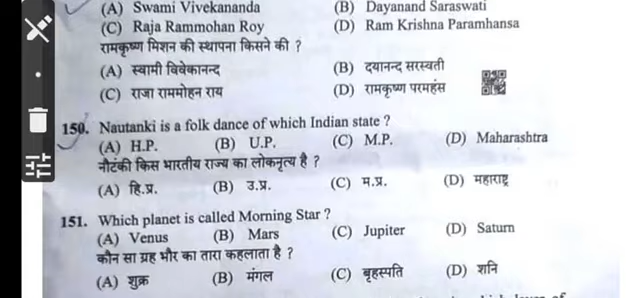 (A) Swami Vivekananda (B) Dayanand Saraswati
(C) Raja Rammohan Roy (D) Ram Krishna Paramhansa
रामकृष्ण मिशन की स्थापना किसने की ?
(A) स्वामी विवेकानन्द (B) दयानन्द सरस्वती
(C) राजा राममोहन राय (D) रामकृष्ण परमहंस
150. Nautanki is a folk dance of which Indian state ?
(A) H.P. (B) U.P. (C) M.P. (D) Maharashtra
नौटंकी किस भारतीय राज्य का लोकनृत्य है ?
(A) हि.प्र. (B) उ.प्र. (C) म.प्र. (D) महाराष्ट्र
151. Which planet is called Morning Star ?
(A) Venus (B) Mars (C) Jupiter (D) Saturn
कौन सा ग्रह भौर का तारा कहलाता है ?
(A) शुक्र (B) मंगल (C) बृहस्पति (D) शनि